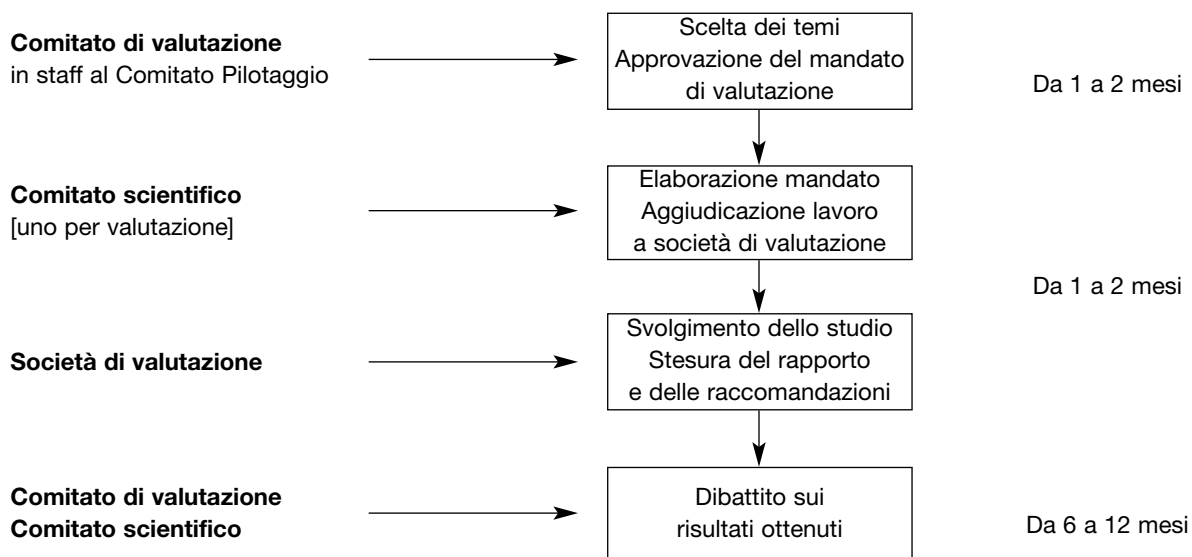 Comitato di valutazione
in staff al Comitato Pilotaggio
Scelta dei temi
Approvazione del mandato
di valutazione
Da 1 a 2 mesi
Comitato scientifico
[uno per valutazione]
Elaborazione mandato
Aggiudicazione lavoro
a società di valutazione
Da 1 a 2 mesi
Società di valutazione
Svolgimento dello studio
Stesura del rapporto
e delle raccomandazioni
Comitato di valutazione
Comitato scientifico
Dibattito sui
risultati ottenuti
Da 6 a 12 mesi